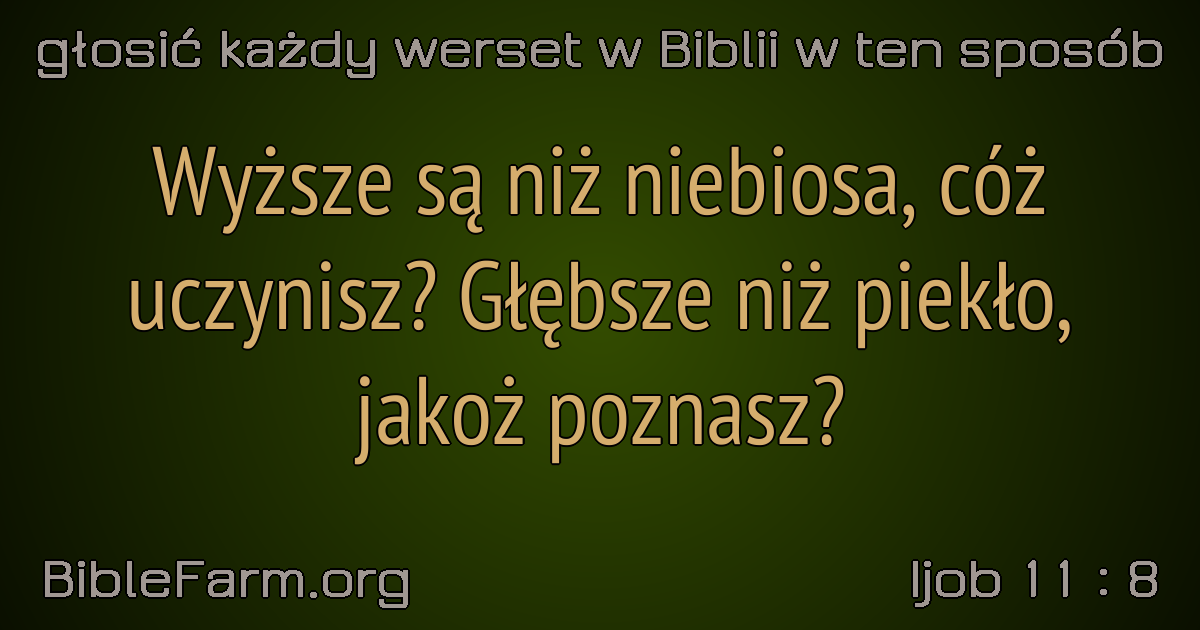 głosić każdy werset w Biblii w ten sposób
Wyższe są niż niebiosa, cóż
uczynisz? Głębsze niż piekło,
jakoż poznasz?
BibleFarm.org
Ijob 11 : 8